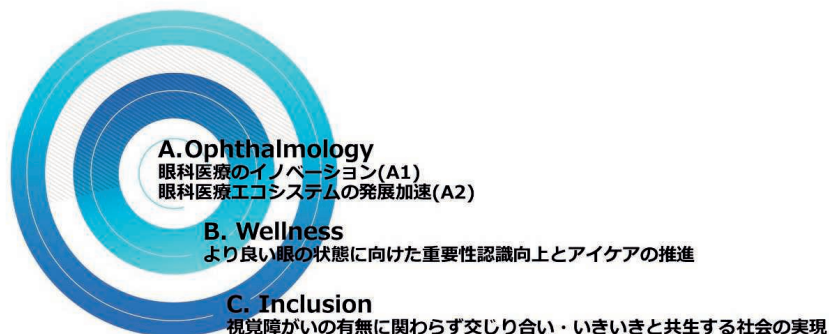 A.Ophthalmology
眼科医療のイノベーション(A1)
眼科医療エコシステムの発展加速(A2)
B. Wellness
より良い眼の状態に向けた重要性認識向上とアイケアの推進
C. Inclusion
視覚障がいの有無に関わらず交じり合い・いきいきと共生する社会の実現